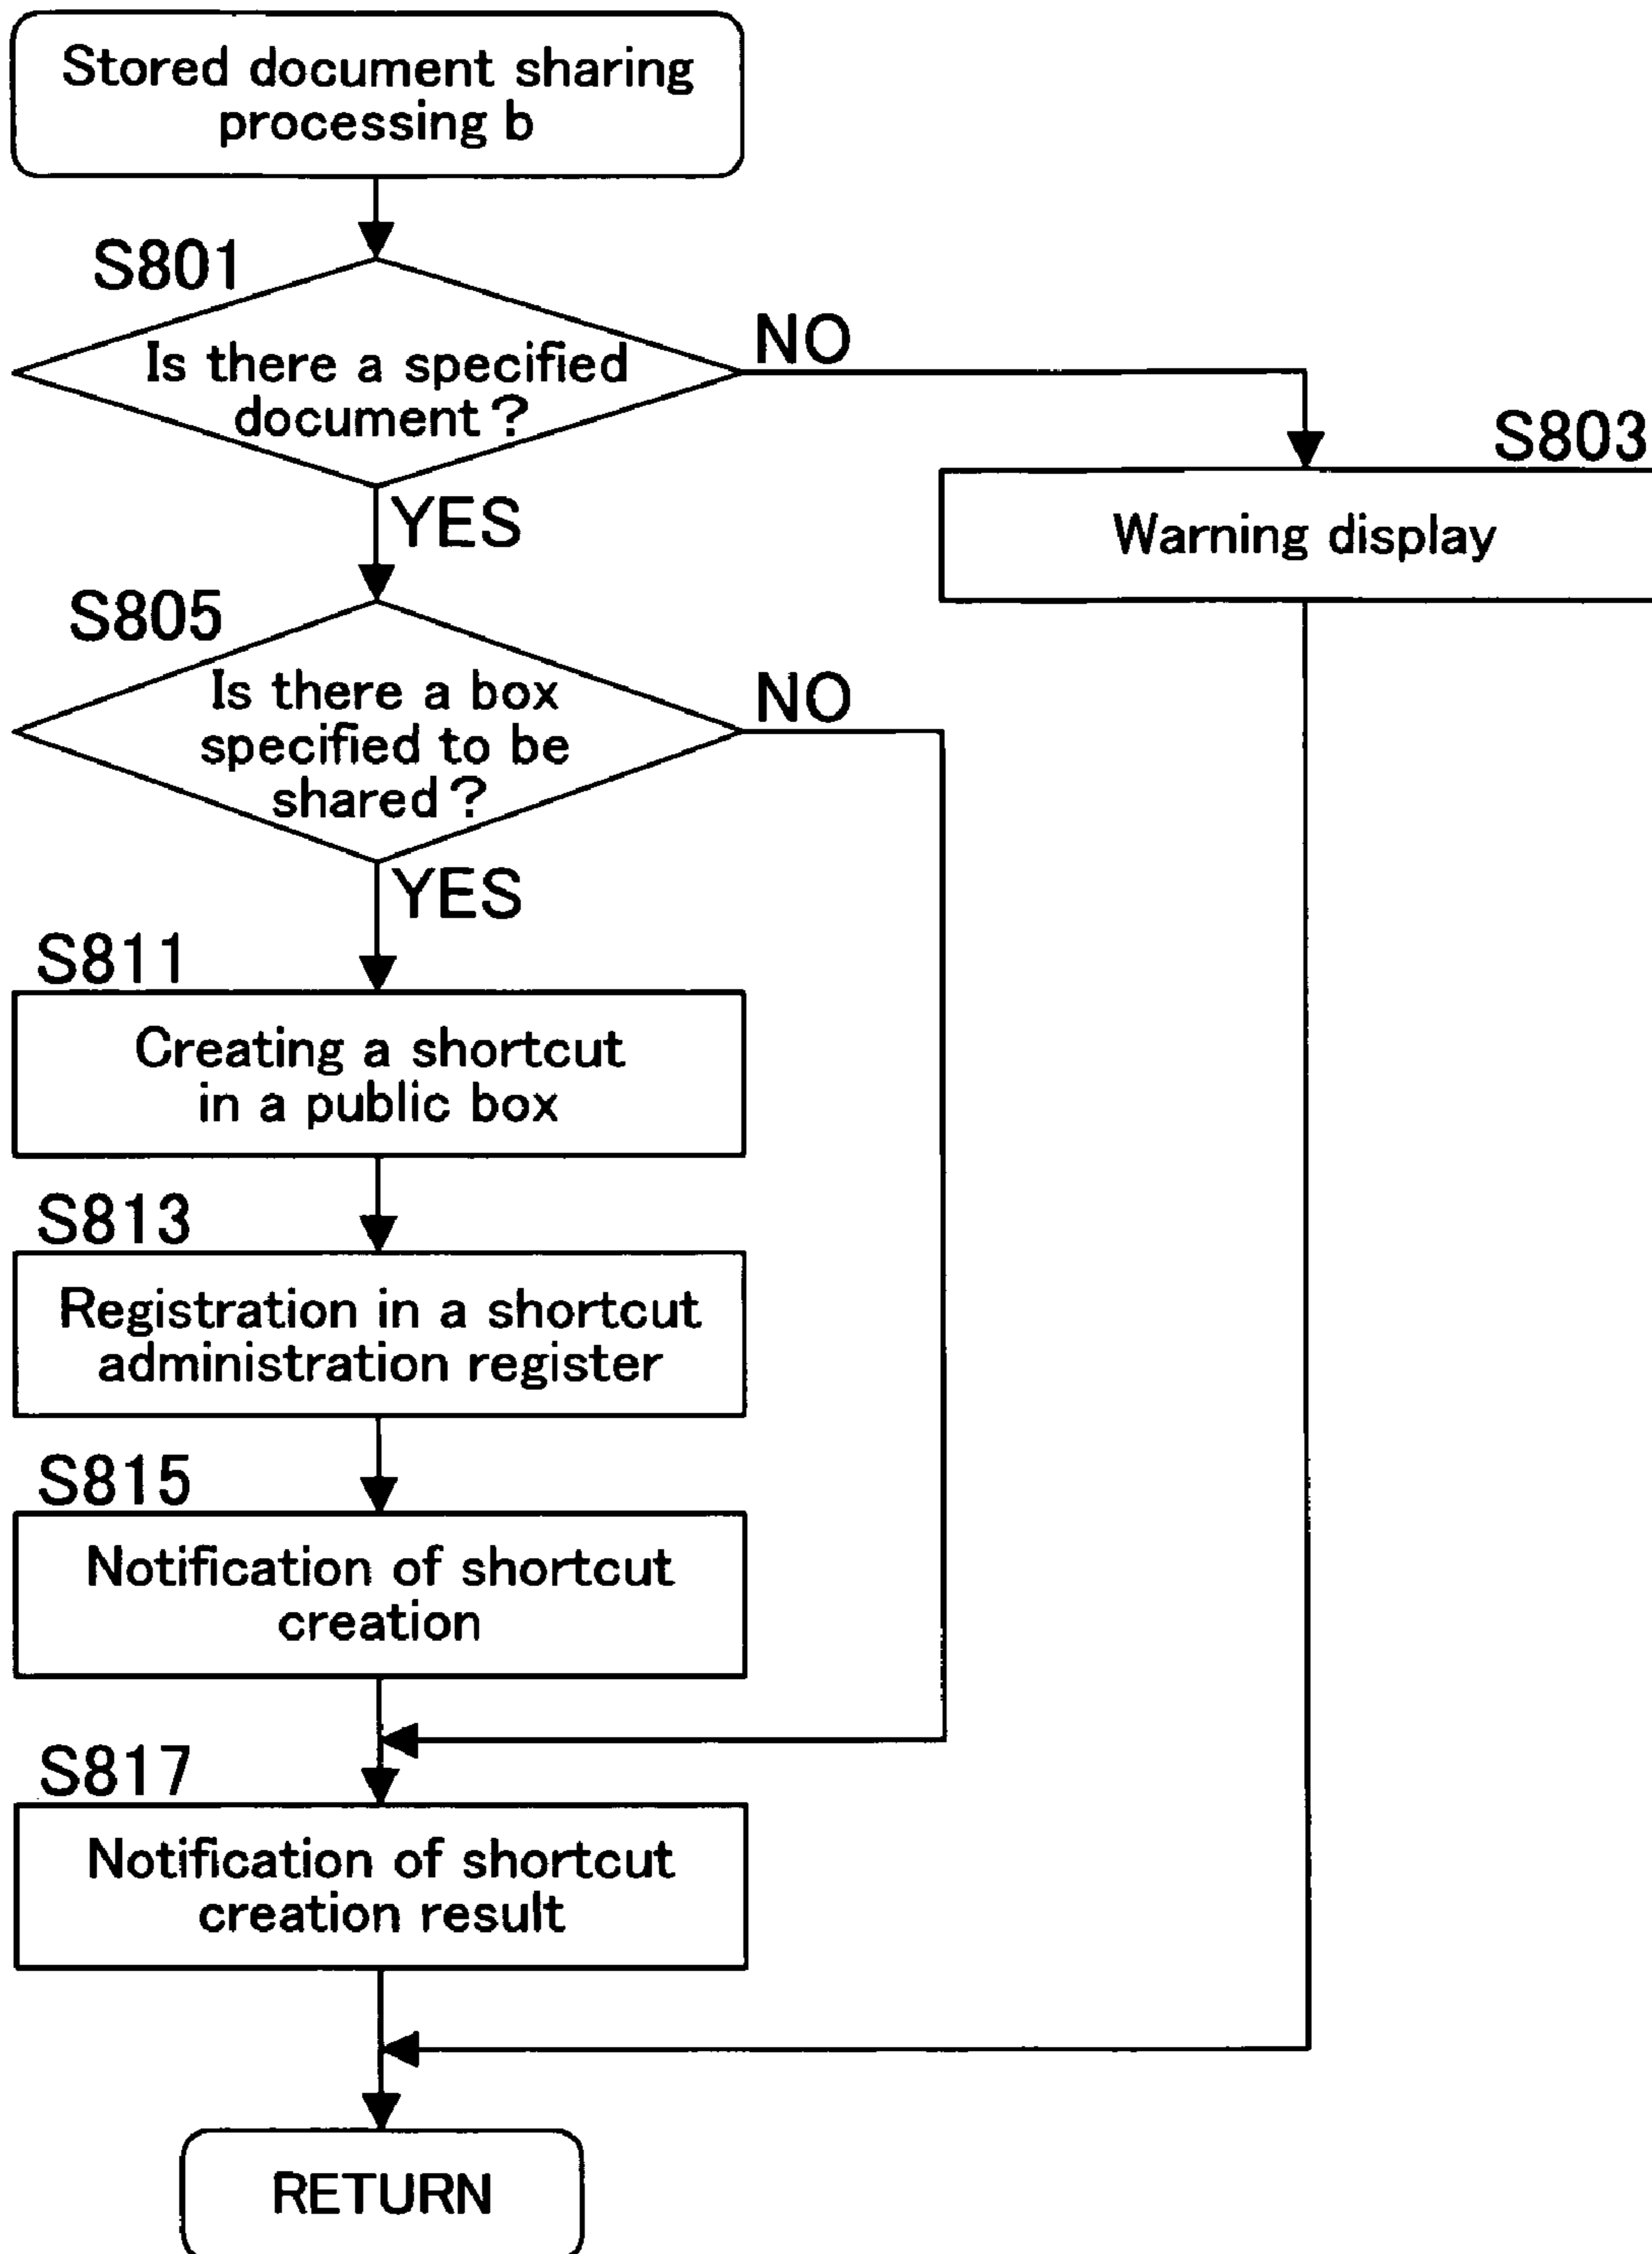 Stored document sharing
processing b
S801
Is there a specified
document?
NO
S803
Warning display
YES
S805
Is there a box
specified to be
shared?
NO
YES
S811
Creating a shortcut
in a public box
S813
Registration in a shortcut
administration register
S815
Notification of shortcut
creation
S817
Notification of shortcut
creation result
RETURN